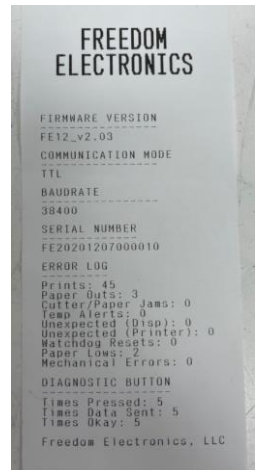 FREEDOM
ELECTRONICS
FIRMWARE VERSION
FE12_v2.03
COMMUNICATION MODE
TTL
BAUDRATE
38400
SERIAL NUMBER
FE20201207000010
ERROR LOG
Prints: 45
Paper Outs: 3
Cutter/Paper Jams: 0
Temp Alerts: 0
Unexpected (Disp): 0
Unexpected (Printer): 0
Watchdog Resets: 0
Paper Lows: 2
Mechanical Errors: 0
DIAGNOSTIC BUTTON
Times Pressed: 5
Times Data Sent: 5
Times Okay: 5
Freedom Electronics, LLC